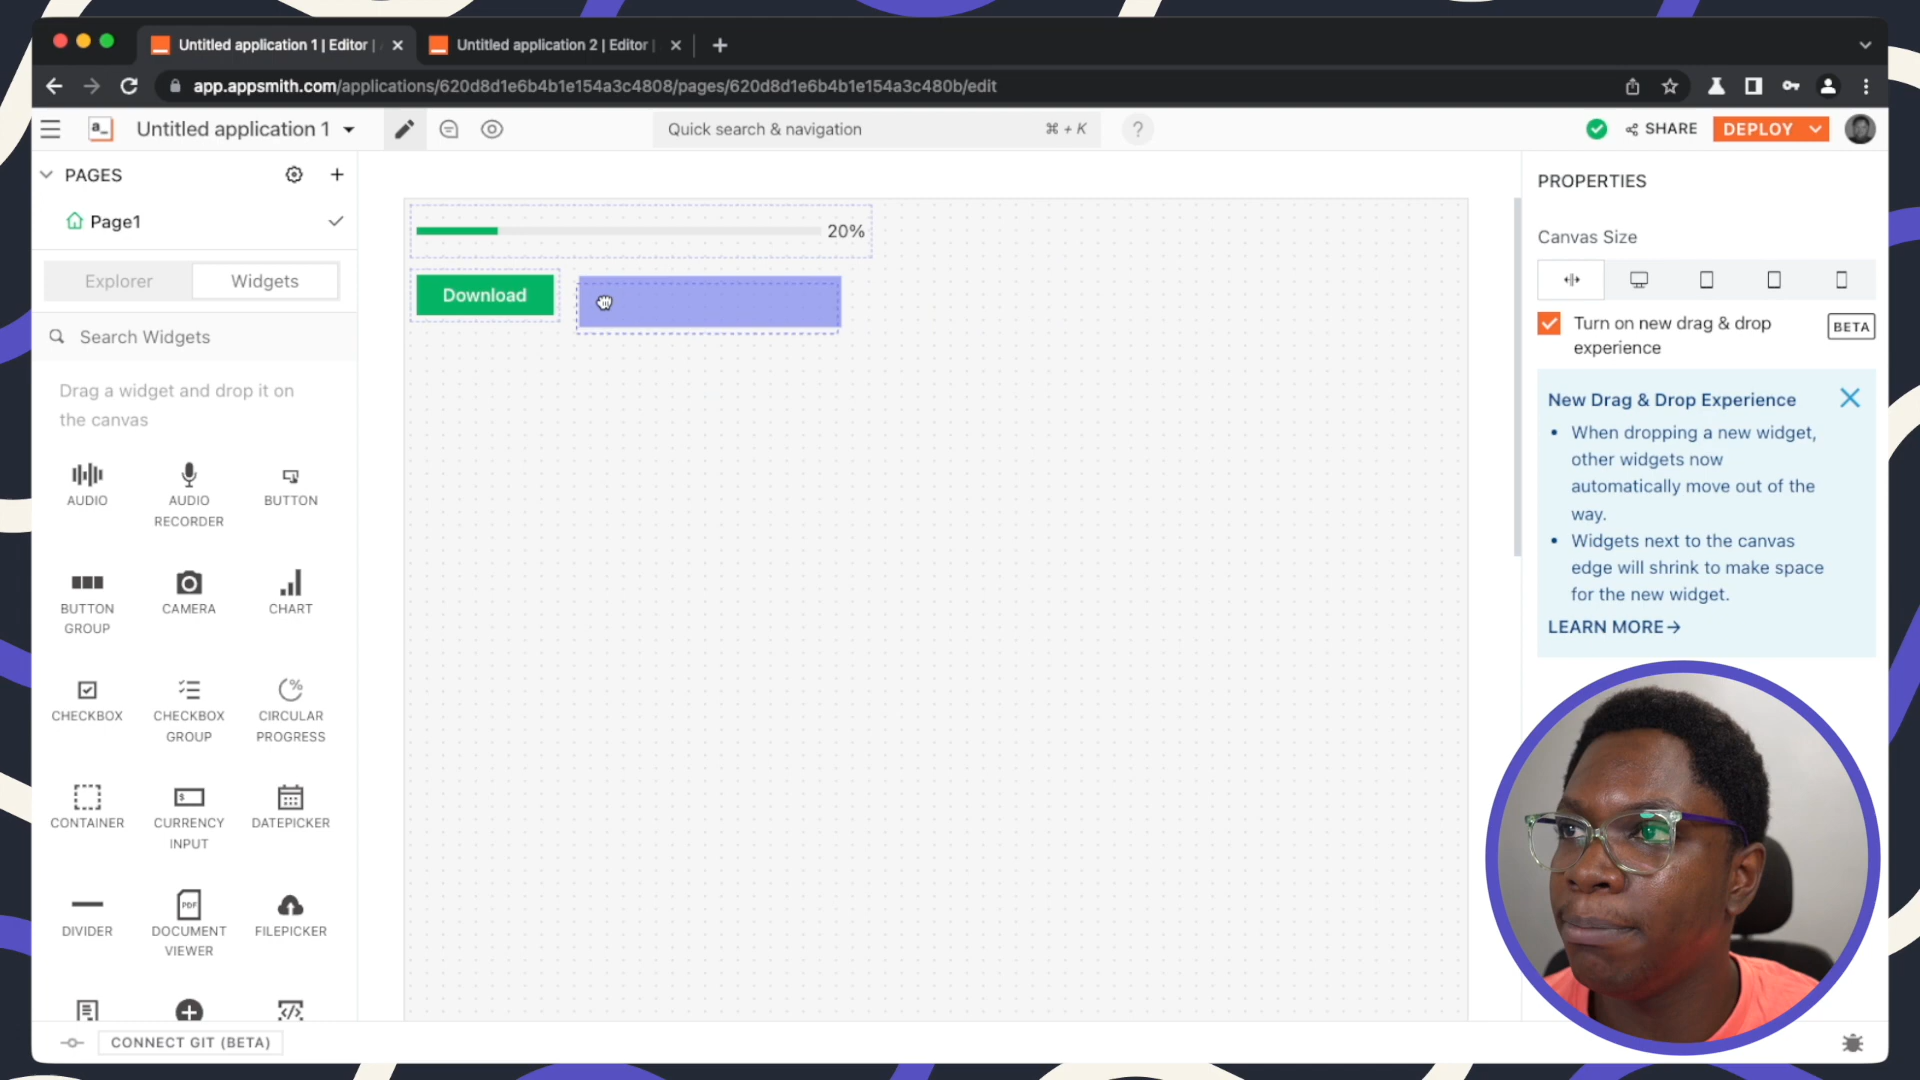 Untitled application 1 | Editor |
Untitled application 2 | Editor
app.appsmith.com/applications/620d8d1e6b4b1e154a3c4808/pages/620d8d1e6b4b1e154a3c480b/edit
a_
Untitled application 1
Quick search & navigation
⌘ + K
?
SHARE
DEPLOY
PAGES
Page1
Explorer
Widgets
Search Widgets
Drag a widget and drop it on
the canvas
AUDIO
AUDIO
RECORDER
BUTTON
BUTTON
GROUP
CAMERA
CHART
CHECKBOX
CHECKBOX
GROUP
CIRCULAR
PROGRESS
CONTAINER
CURRENCY
INPUT
DATEPICKER
DIVIDER
PDF
DOCUMENT
VIEWER
FILEPICKER
CONNECT GIT (BETA)
20%
Download
PROPERTIES
Canvas Size
Turn on new drag & drop
experience
BETA
New Drag & Drop Experience
• When dropping a new widget,
other widgets now
automatically move out of the
way.
• Widgets next to the canvas
edge will shrink to make space
for the new widget.
LEARN MORE→